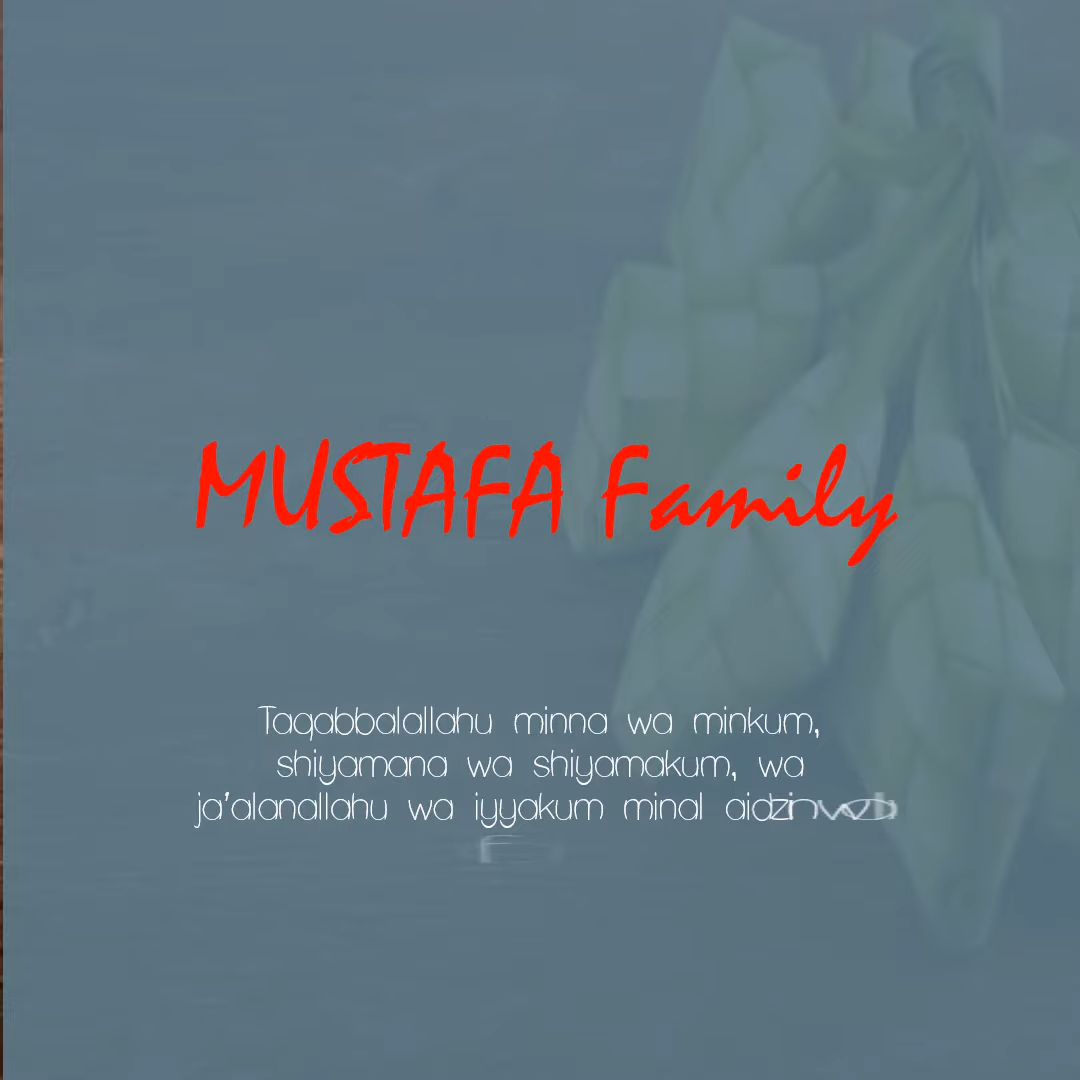 MUSTAFA Family
Taqabbalallahu minna wa minkum,
shiyamana wa shiyamakum, wa
ja'alanallahu wa iyyakum minal